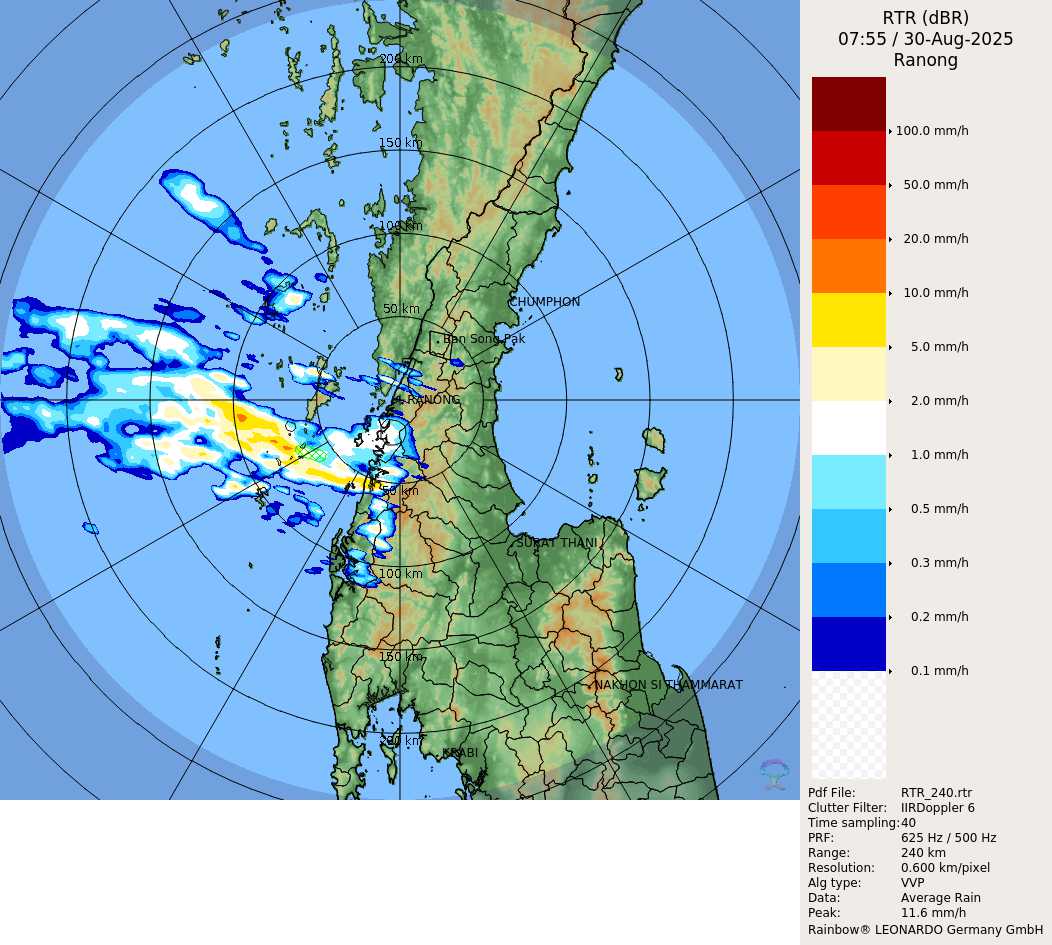 RTR (dBR)
07:55 / 30-Aug-2025
Ranong
200 km
150 km
100 km
50 km
CHUMPHON
Ban Song Pak
RANONG
50 km
SURAT THANI
100 km
150 km
NAKHON SI THAMMARAT
200 km
KRABI
100.0 mm/h
50.0 mm/h
20.0 mm/h
10.0 mm/h
5.0 mm/h
2.0 mm/h
1.0 mm/h
0.5 mm/h
0.3 mm/h
0.2 mm/h
0.1 mm/h
Pdf File: RTR_240.rtr
Clutter Filter: IIRDoppler 6
Time sampling:40
PRF: 625 Hz / 500 Hz
Range: 240 km
Resolution: 0.600 km/pixel
Alg type: VVP
Data: Average Rain
Peak: 11.6 mm/h
Rainbow® LEONARDO Germany GmbH